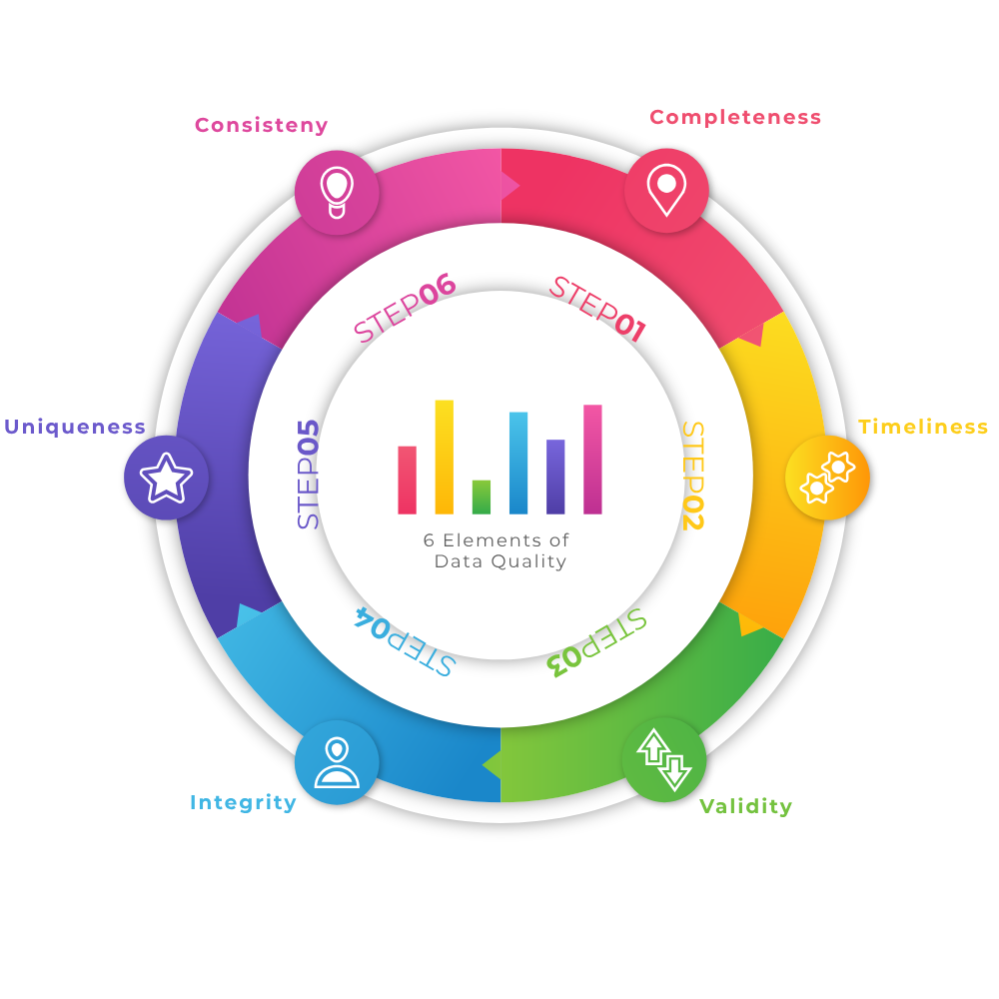 Consisteny
Completeness
STEP06
STEP01
Uniqueness
Timeliness
STEP05
STEP02
6 Elements of
Data Quality
STEP04
STEP03
Integrity
Validity